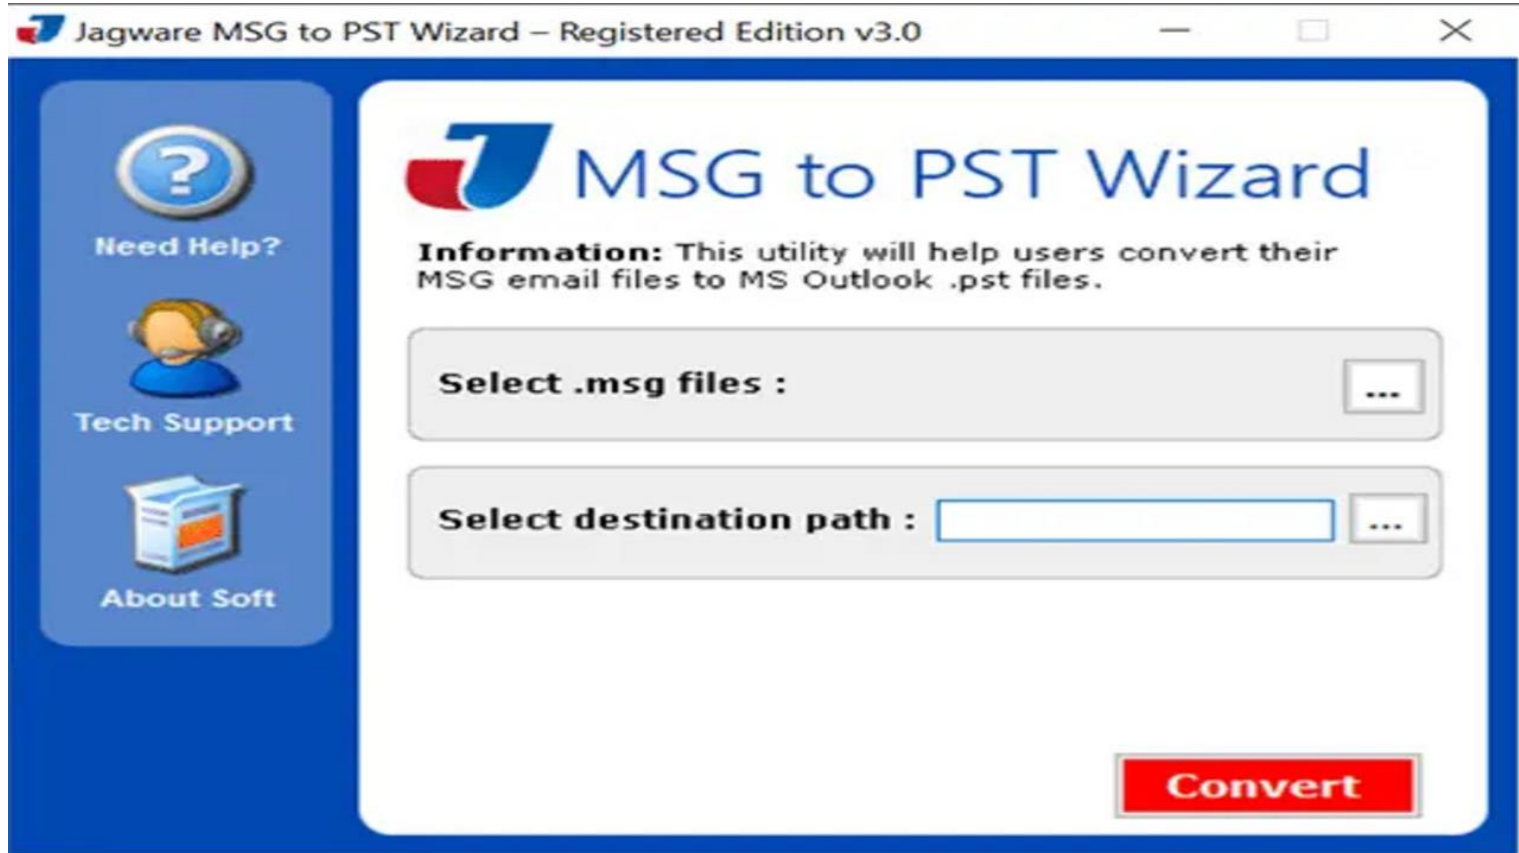 Jagware MSG to PST Wizard – Registered Edition v3.0
Need Help?
Tech Support
About Soft
MSG to PST Wizard
Information: This utility will help users convert their
MSG email files to MS Outlook .pst files.
Select .msg files :
...
Select destination path :
...
Convert